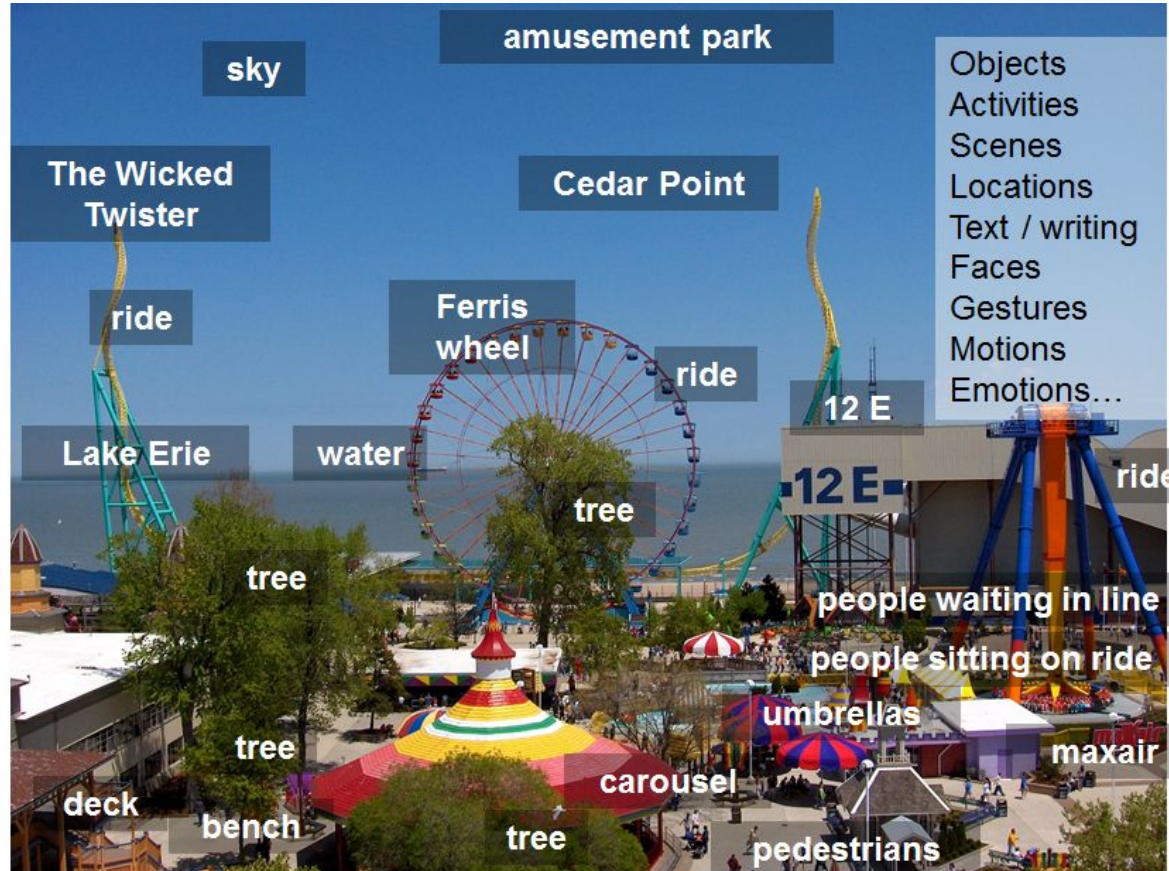 amusement park
sky
Objects
Activities
Scenes
Locations
Text / writing
Faces
Gestures
Motions
Emotions…
The Wicked
Twister
Cedar Point
ride
Ferris
wheel
ride
12 E
Lake Erie
water
ride
12 E
tree
tree
people waiting in line
people sitting on ride
umbrellas
tree
maxair
maxair
carousel
deck
bench
tree
pedestrians